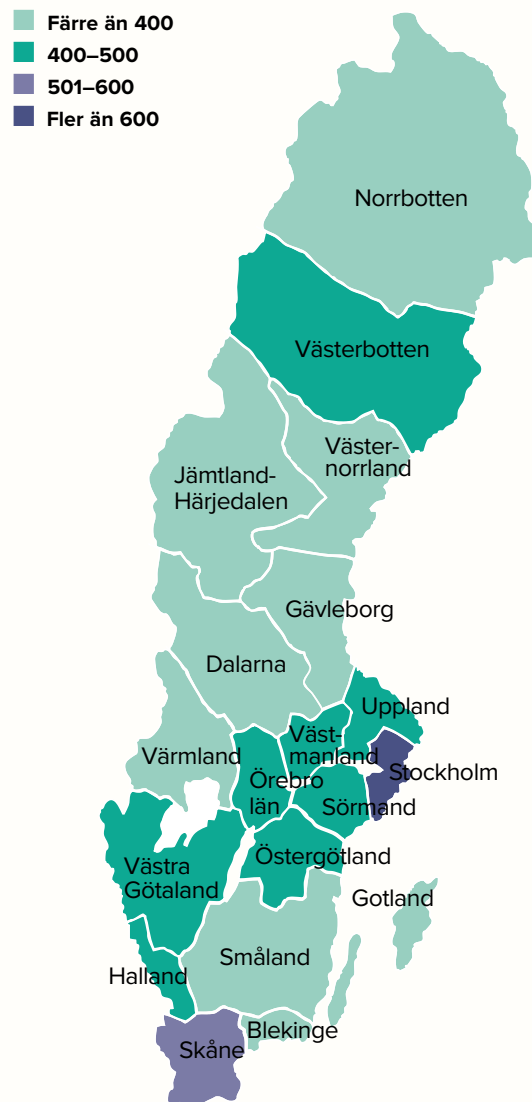 Färre än 400
400–500
501–600
Fler än 600
Norrbotten
Västerbotten
Väster-
norrland
Jämtland-
Härjedalen
Gävleborg
Dalarna
Uppland
Väst-
manland
Värmland
Stockholm
Örebro
län
Sörmand
Östergötland
Västra
Götaland
Gotland
Småland
Halland
Blekinge
Skåne